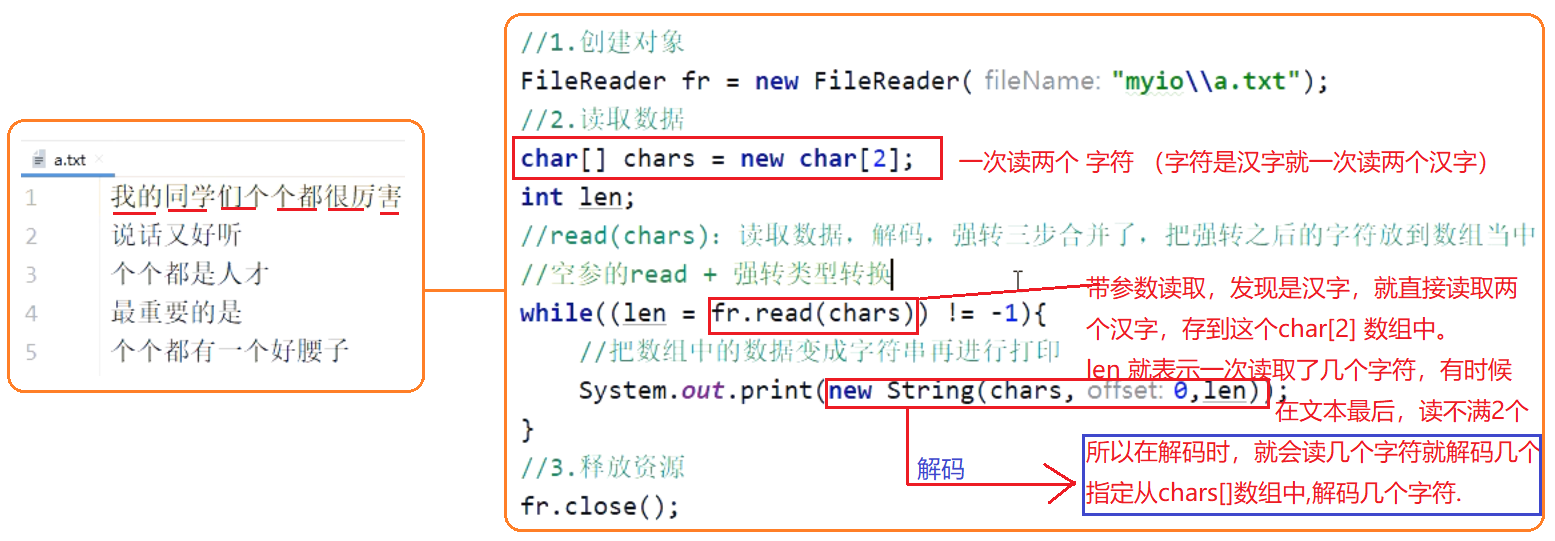 a.txt
1 我的同学们个个都很厉害
2 说话又好听
3 个个都是人才
4 最重要的是
5 个个都有一个好腰子
//1.创建对象
FileReader fr = new FileReader( fileName: "myio\\a.txt");
//2.读取数据
char[] chars = new char[2];
一次读两个 字符 （字符是汉字就一次读两个汉字）
int len;
//read(chars)：读取数据，解码，强转三步合并了，把强转之后的字符放到数组当中
//空参的read + 强转类型转换
while((len = fr.read(chars)) != -1){
//把数组中的数据变成字符串再进行打印
System.out.print(new String(chars, offset: 0,len));
}
//3.释放资源
fr.close();
带参数读取，发现是汉字，就直接读取两
个汉字，存到这个char[2] 数组中。
len 就表示一次读取了几个字符，有时候
在文本最后，读不满2个
解码
所以在解码时，就会读几个字符就解码几个
指定从chars[]数组中,解码几个字符.